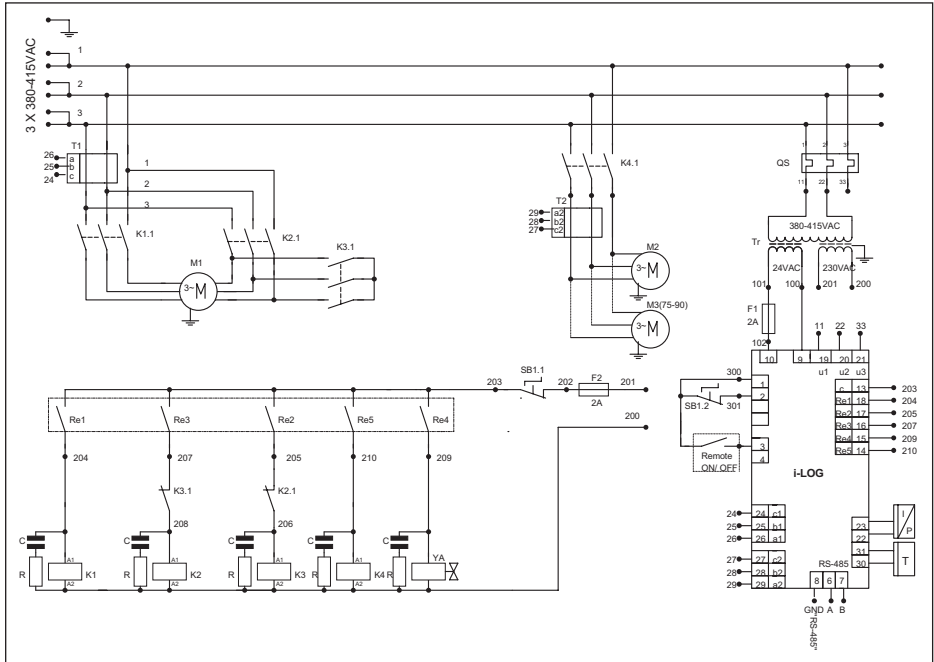 3 X 380-415VAC
1
2
3
T1
26 a
25 b
24 c
1
2
3
K1.1
K2.1
K3.1
M1
3~ M
K4.1
T2
29 a2
28 b2
27 c2
M2
3~ M
M3(75-90)
3~ M
1 2 3
QS
11 22 33
380-415VAC
Tr
24VAC 230VAC
101 100 201 200
F1
2A
102
11 22 33
10 9 19 20 21
u1 u2 u3
300
1
2
SB1.2 301
3
4
Remote
ON/ OFF
i-LOG
c 13 203
Re1 18 204
Re2 17 205
Re3 16 207
Re4 15 209
Re5 14 210
24 24 c1
25 25 b1
26 26 a1
27 27 c2
28 28 b2
29 29 a2
23
22
31
30
I/P
T
RS-485
8 6 7
GND A B
"RS-485"
203 SB1.1 202 F2 201
2A
200
Re1 Re3 Re2 Re5 Re4
204 207 205 210 209
K3.1 K2.1
208 206
C C C C C
YA
R A1 R A1 R A1 R A1 R
K1 K2 K3 K4
A2 A2 A2 A2